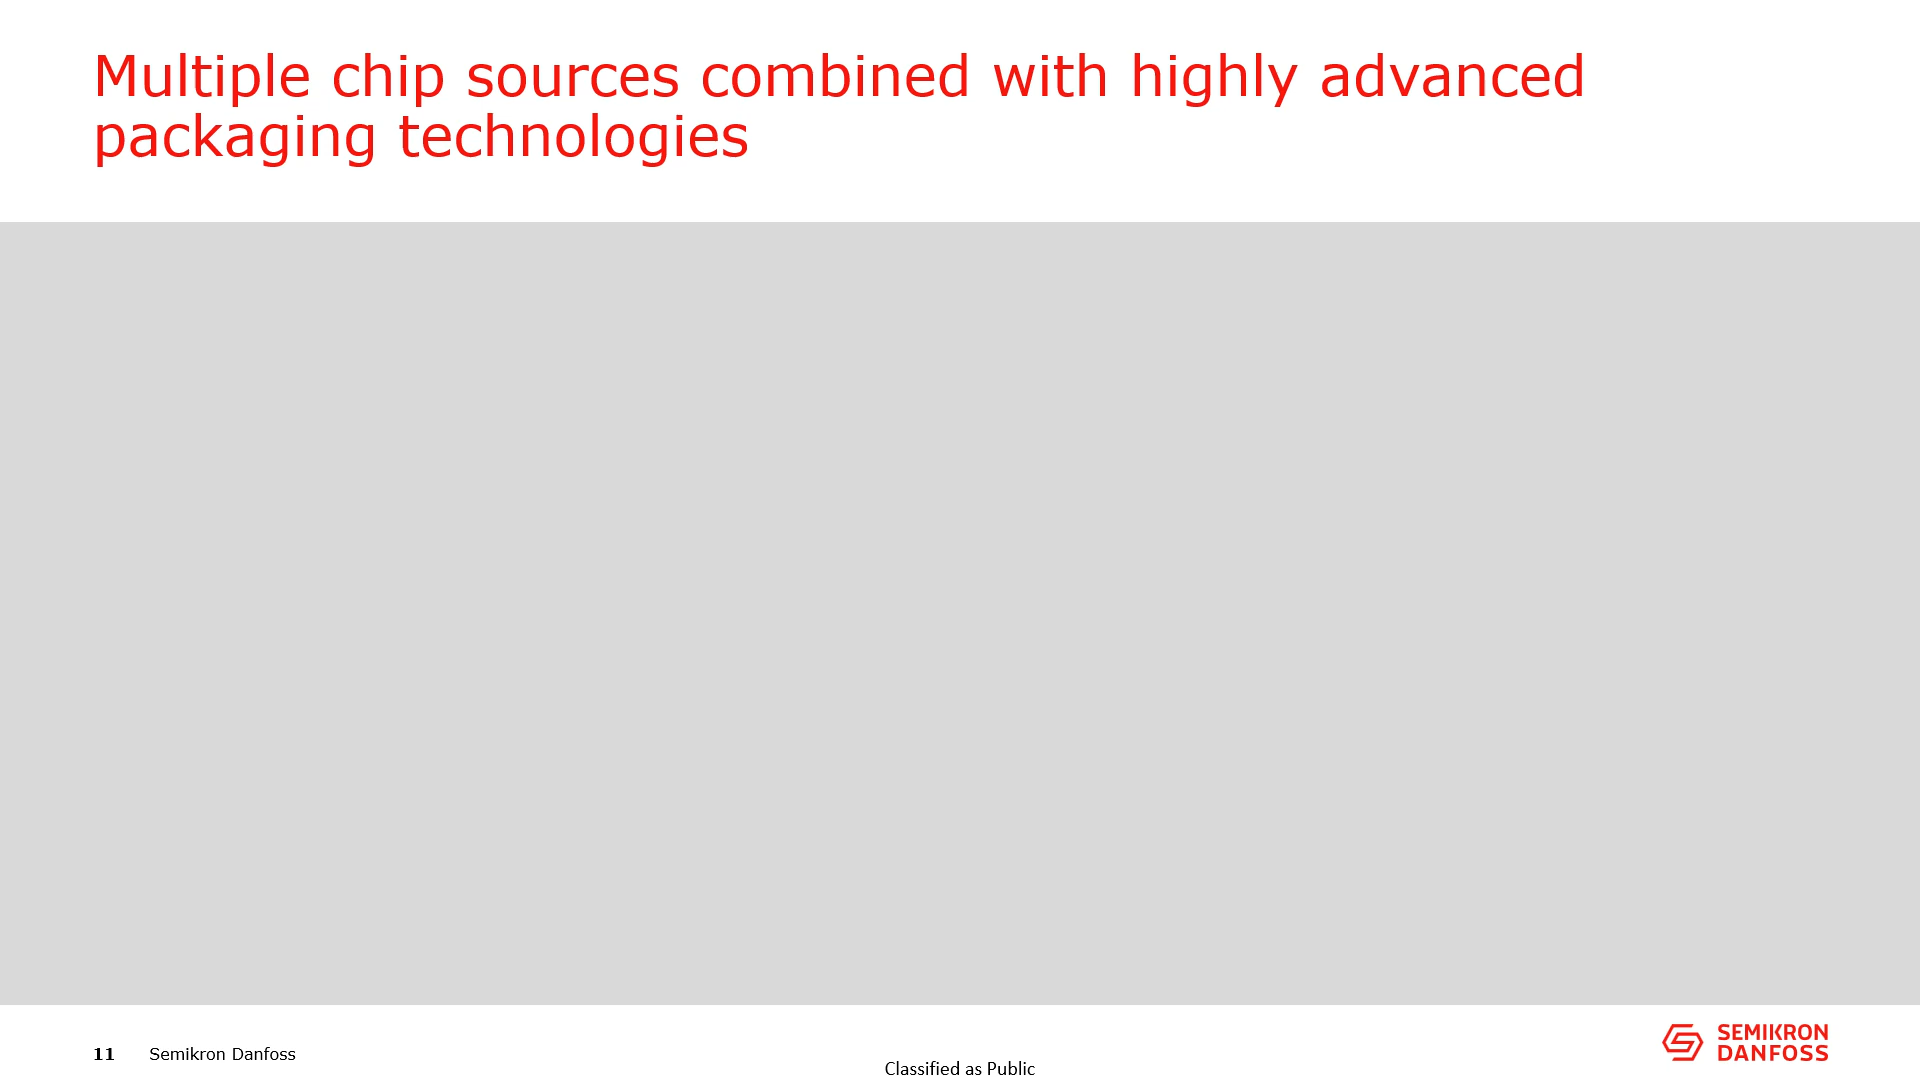 Multiple chip sources combined with highly advanced
packaging technologies
11 Semikron Danfoss
Classified as Public
SEMIKRON
DANFOSS